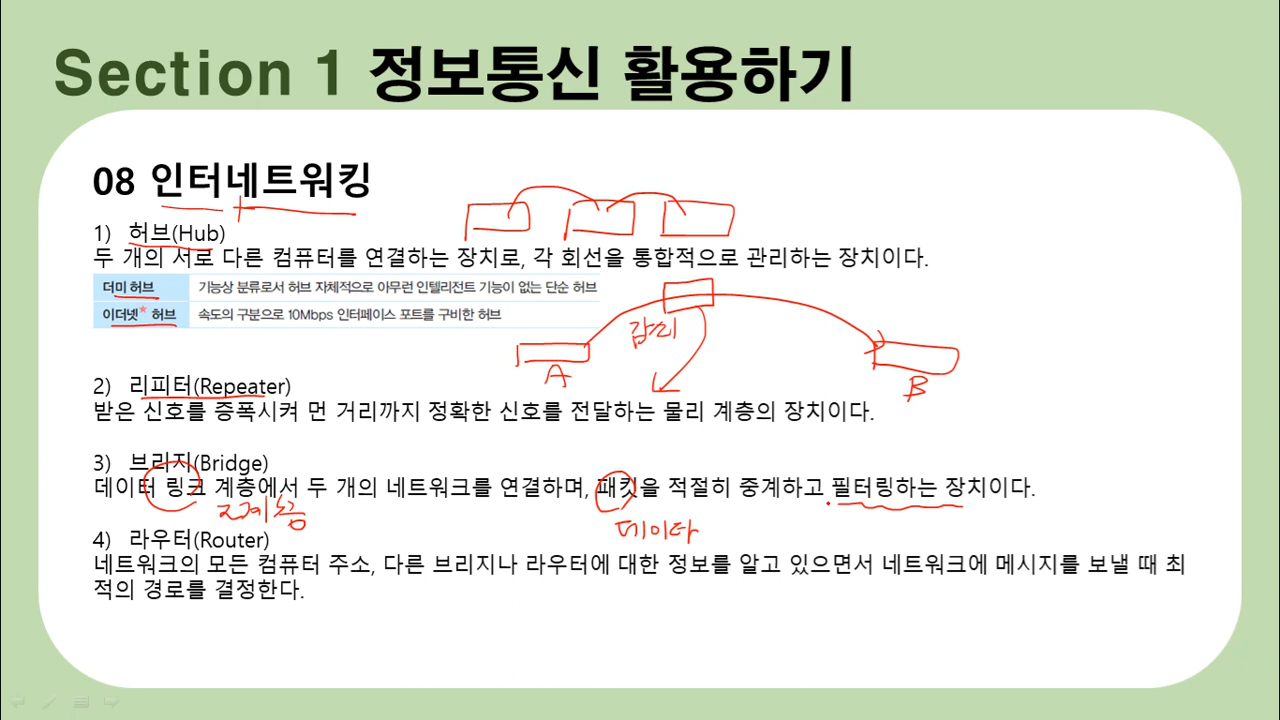 Section 1 정보통신 활용하기
08 인터네트워킹
1) 허브(Hub)
두 개의 서로 다른 컴퓨터를 연결하는 장치로, 각 회선을 통합적으로 관리하는 장치이다.
더미 허브 기능상 분류로서 허브 자체적으로 아무런 인텔리전트 기능이 없는 단순 허브
이더넷* 허브 속도의 구분으로 10Mbps 인터페이스 포트를 구비한 허브
A
B
2) 리피터(Repeater)
받은 신호를 증폭시켜 먼 거리까지 정확한 신호를 전달하는 물리 계층의 장치이다.
3) 브리지(Bridge)
데이터 링크 계층에서 두 개의 네트워크를 연결하며, 패킷을 적절히 중계하고 필터링하는 장치이다.
2계층
데이타
4) 라우터(Router)
네트워크의 모든 컴퓨터 주소, 다른 브리지나 라우터에 대한 정보를 알고 있으면서 네트워크에 메시지를 보낼 때 최
적의 경로를 결정한다.